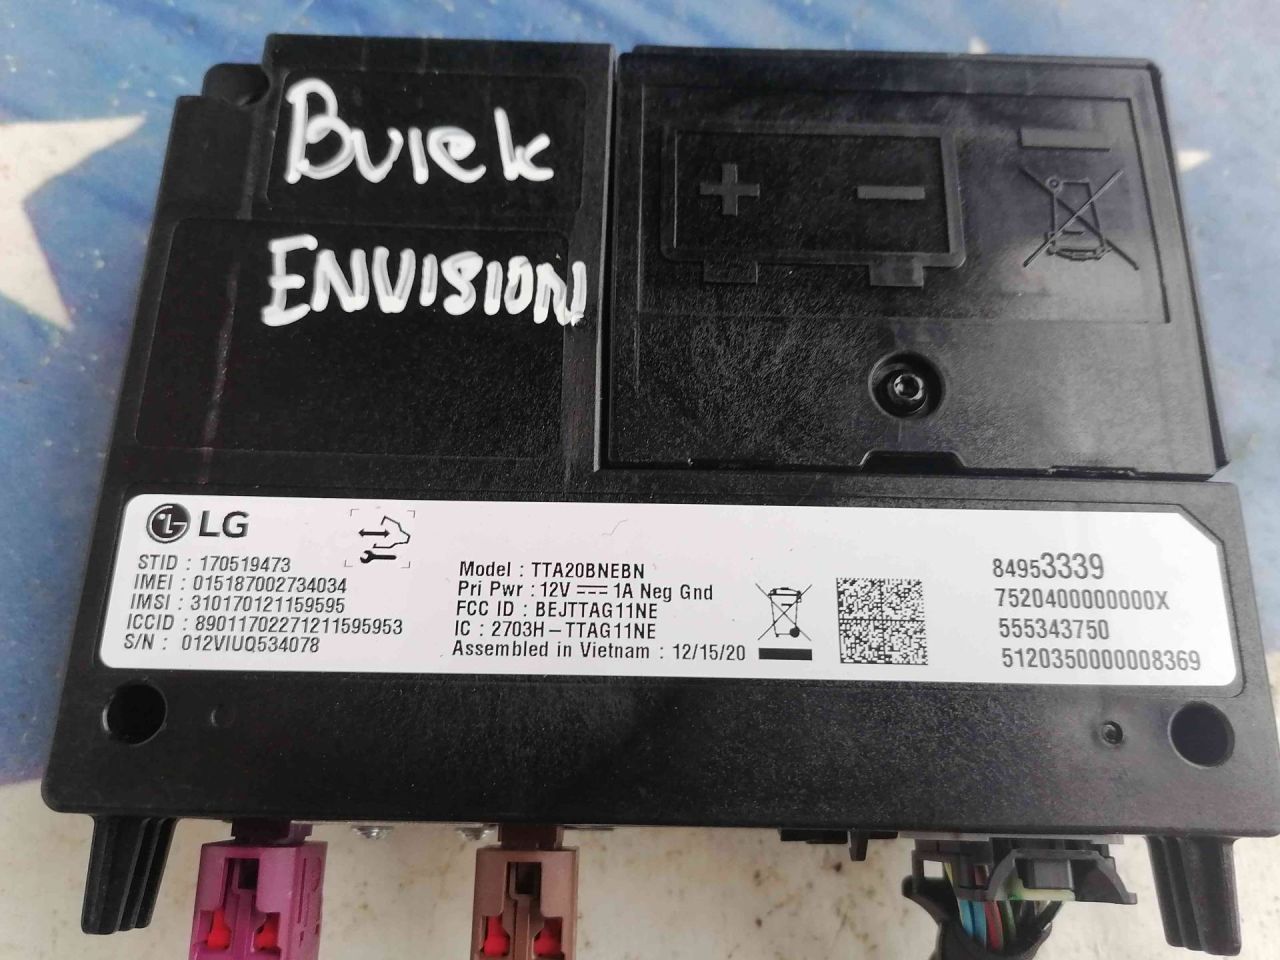 Buick
ENVISION
LG
STID : 170519473
IMEI : 015187002734034
IMSI : 310170121159595
ICCID : 89011702271211595953
S/N : 012VIUQ534078
Model : TTA20BNEBN
Pri Pwr : 12V ⎓ 1A Neg Gnd
FCC ID : BEJTTAG11NE
IC : 2703H-TTAG11NE
Assembled in Vietnam : 12/15/20
84953339
7520400000000X
555343750
5120350000008369